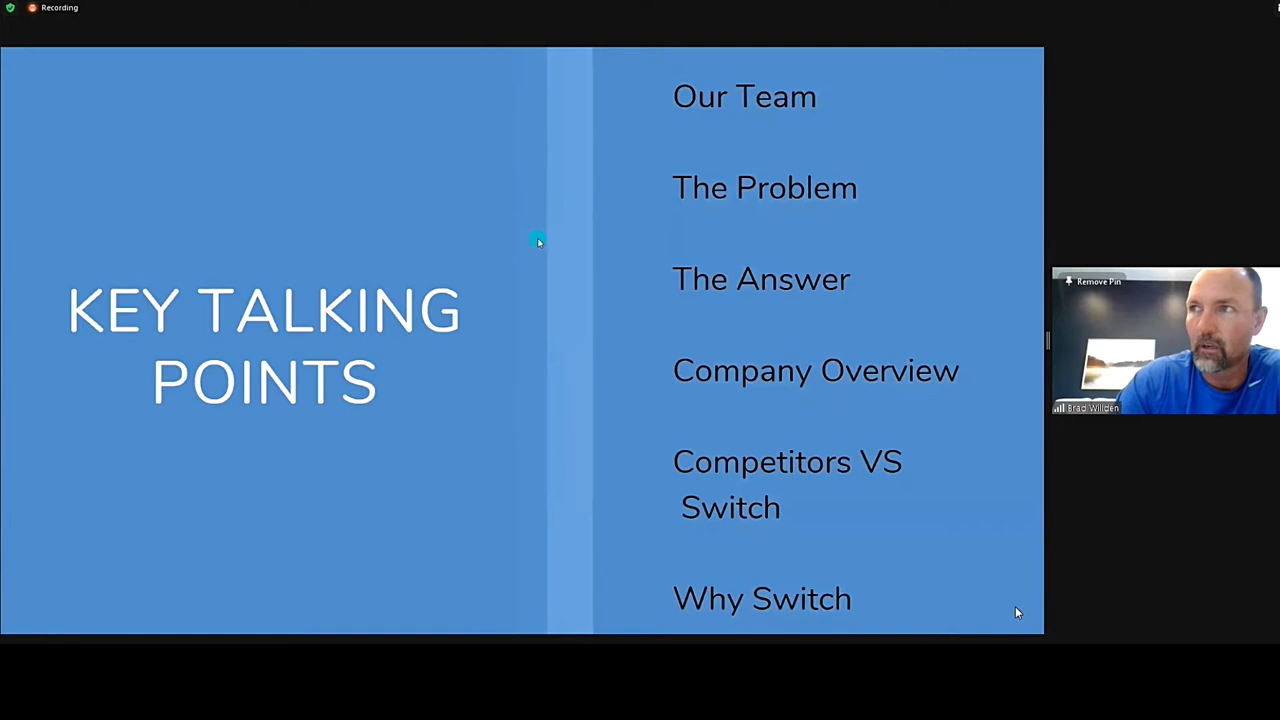 Recording
KEY TALKING
POINTS
Our Team
The Problem
The Answer
Company Overview
Competitors VS
Switch
Why Switch
Remove Pin
Brad Willden